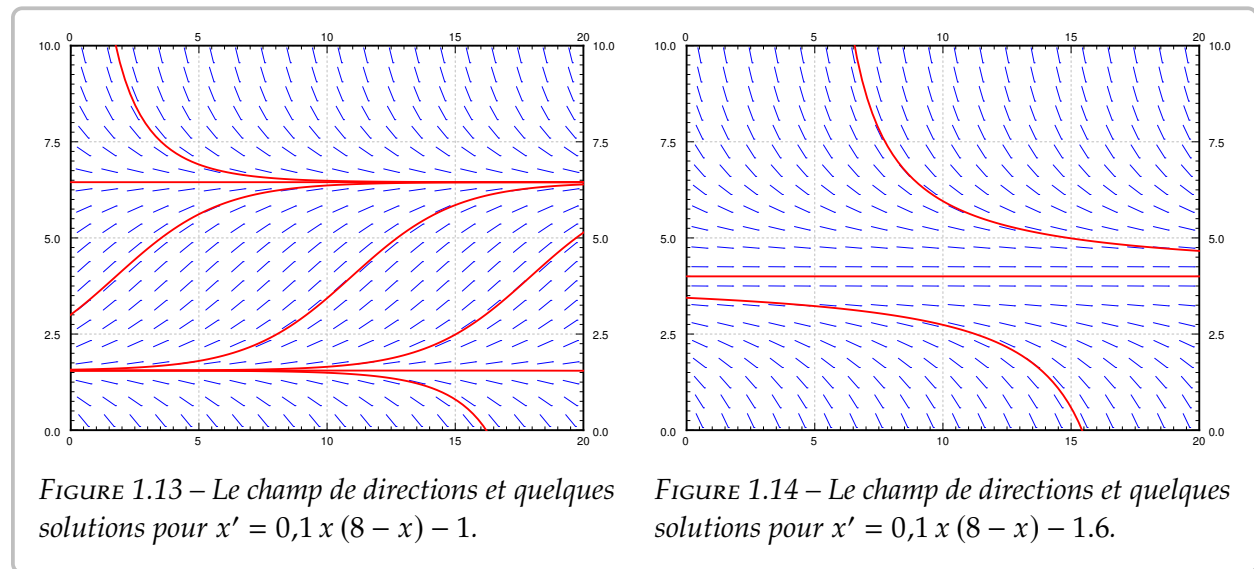 0 5 10 15 20
10.0 10.0
7.5 7.5
5.0 5.0
2.5 2.5
0.0 0.0
0 5 10 15 20
FIGURE 1.13 – Le champ de directions et quelques
solutions pour x′ = 0,1 x (8 − x) − 1.
0 5 10 15 20
10.0 10.0
7.5 7.5
5.0 5.0
2.5 2.5
0.0 0.0
0 5 10 15 20
FIGURE 1.14 – Le champ de directions et quelques
solutions pour x′ = 0,1 x (8 − x) − 1.6.